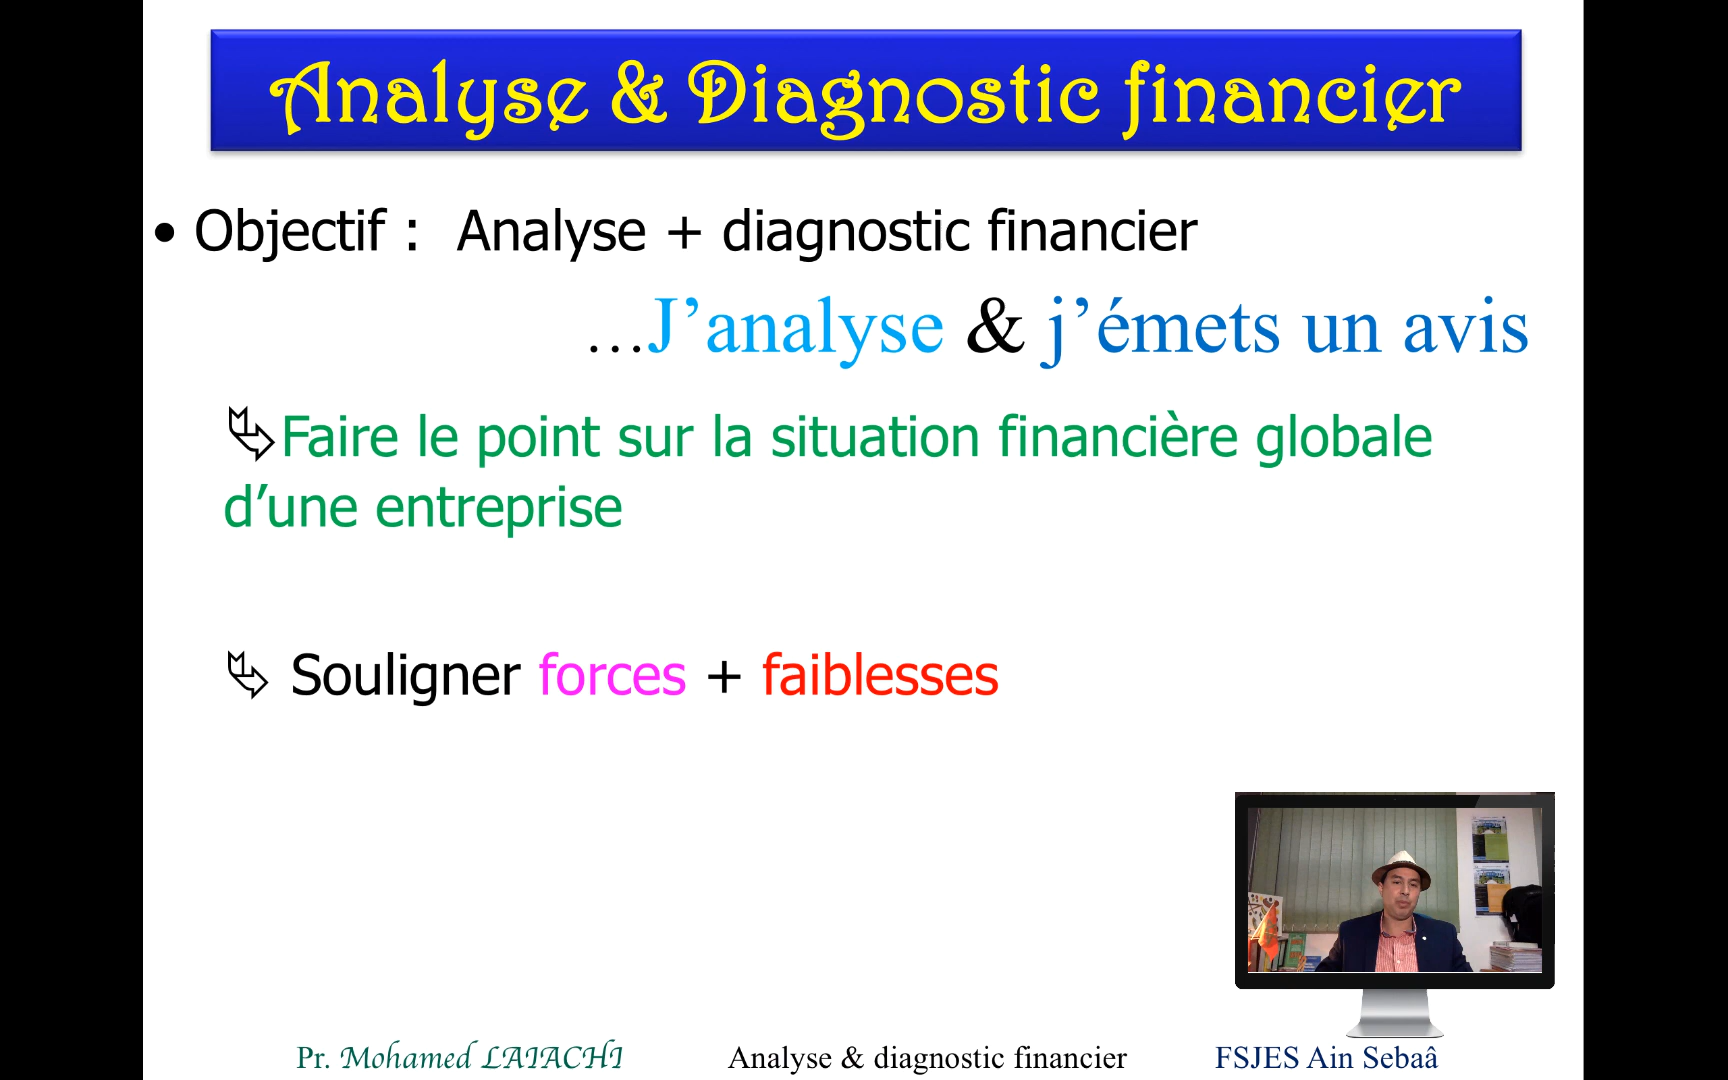 Analyse & Diagnostic financier
• Objectif : Analyse + diagnostic financier
…J’analyse & j’émets un avis
Faire le point sur la situation financière globale
d’une entreprise
Souligner forces + faiblesses
Pr. Mohamed LAIACHI Analyse & diagnostic financier FSJES Ain Sebaâ